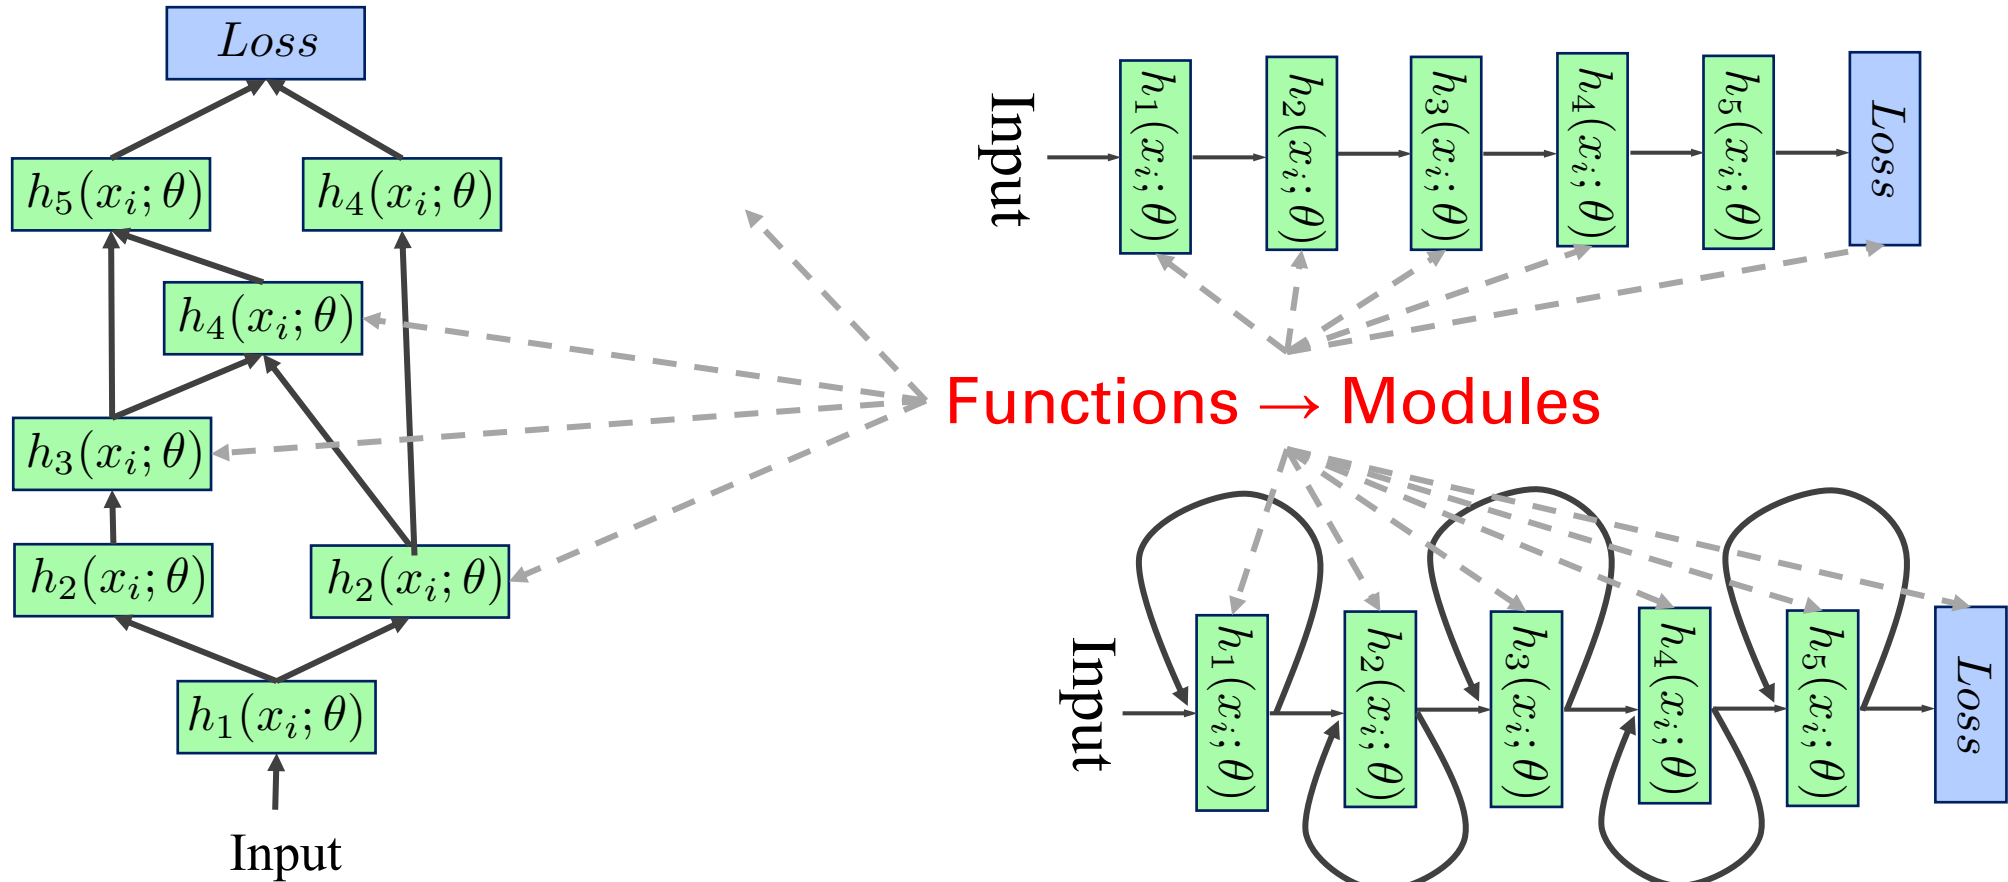 Loss
h₅(xᵢ; θ)
h₄(xᵢ; θ)
h₄(xᵢ; θ)
h₃(xᵢ; θ)
h₂(xᵢ; θ)
h₂(xᵢ; θ)
h₁(xᵢ; θ)
Input
Input
h₁(xᵢ; θ)
h₂(xᵢ; θ)
h₃(xᵢ; θ)
h₄(xᵢ; θ)
h₅(xᵢ; θ)
Loss
Functions → Modules
Input
h₁(xᵢ; θ)
h₂(xᵢ; θ)
h₃(xᵢ; θ)
h₄(xᵢ; θ)
h₅(xᵢ; θ)
Loss